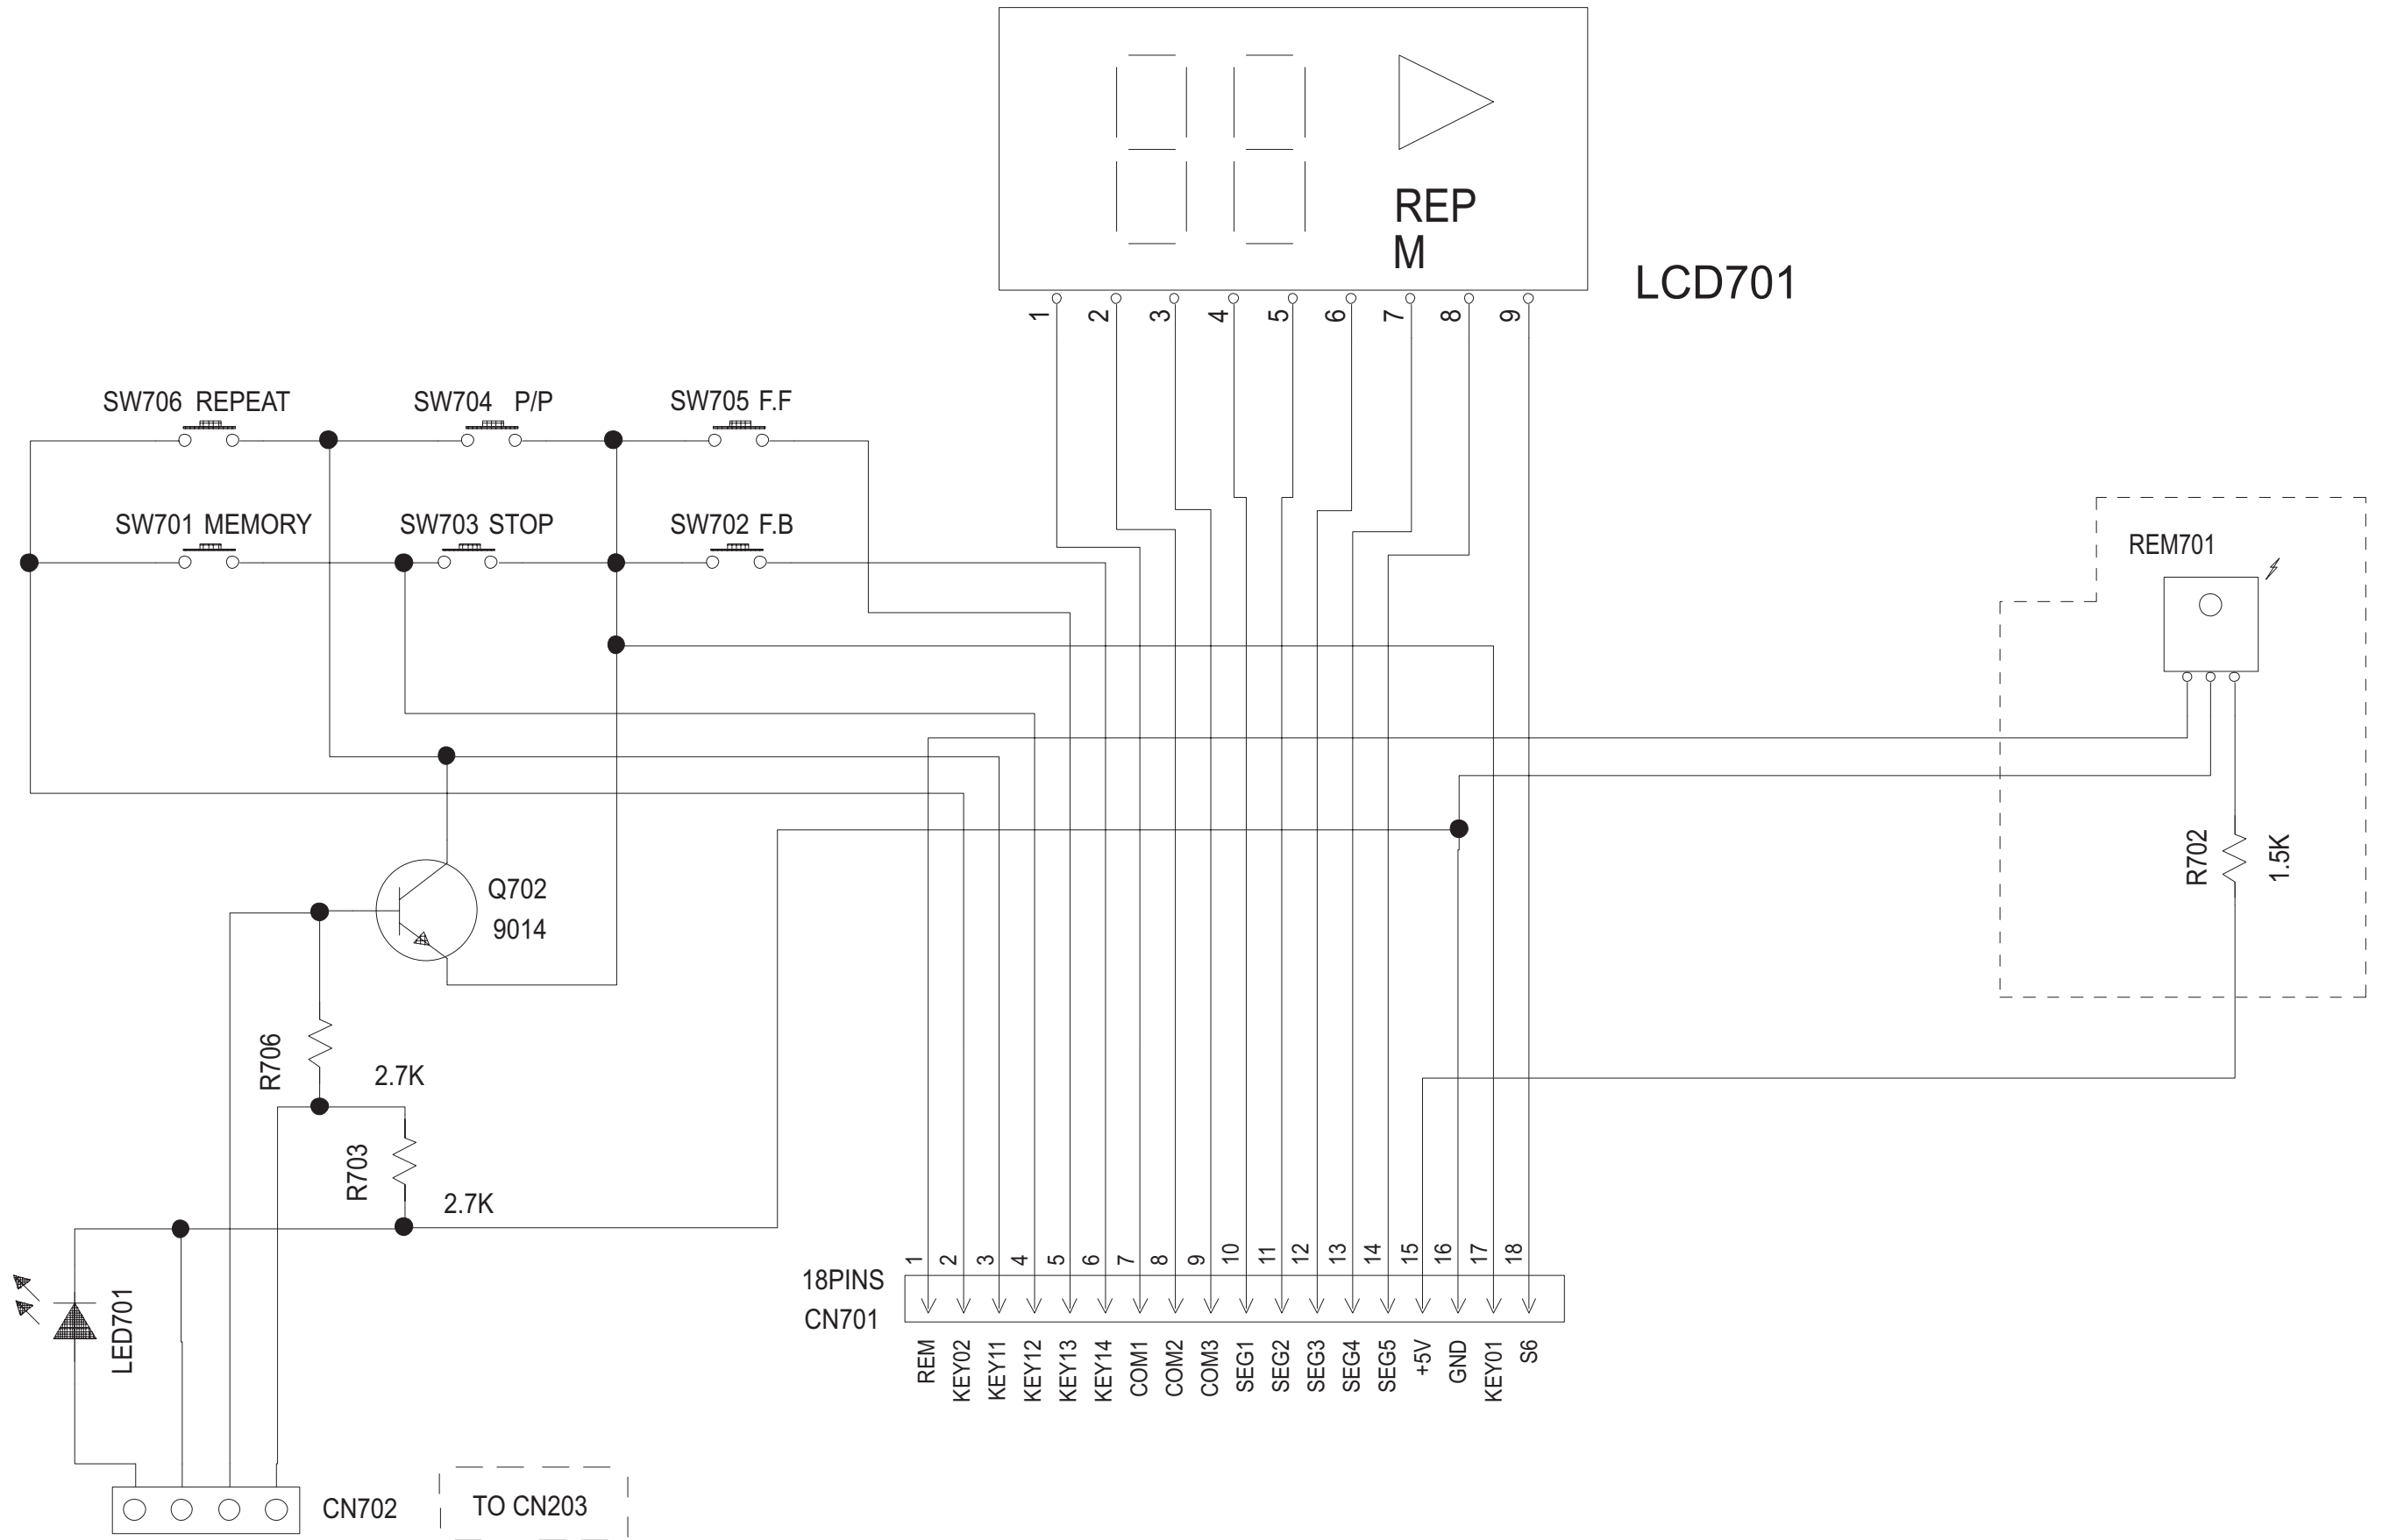 REP
M
LCD701
1 2 3 4 5 6 7 8 9
SW706 REPEAT
SW704 P/P
SW705 F.F
SW701 MEMORY
SW703 STOP
SW702 F.B
REM701
R702
1.5K
Q702
9014
R706
2.7K
R703
2.7K
LED701
1 2 3 4 5 6 7 8 9 10 11 12 13 14 15 16 17 18
18PINS
CN701
REM
KEY02
KEY11
KEY12
KEY13
KEY14
COM1
COM2
COM3
SEG1
SEG2
SEG3
SEG4
SEG5
+5V
GND
KEY01
S6
CN702
TO CN203